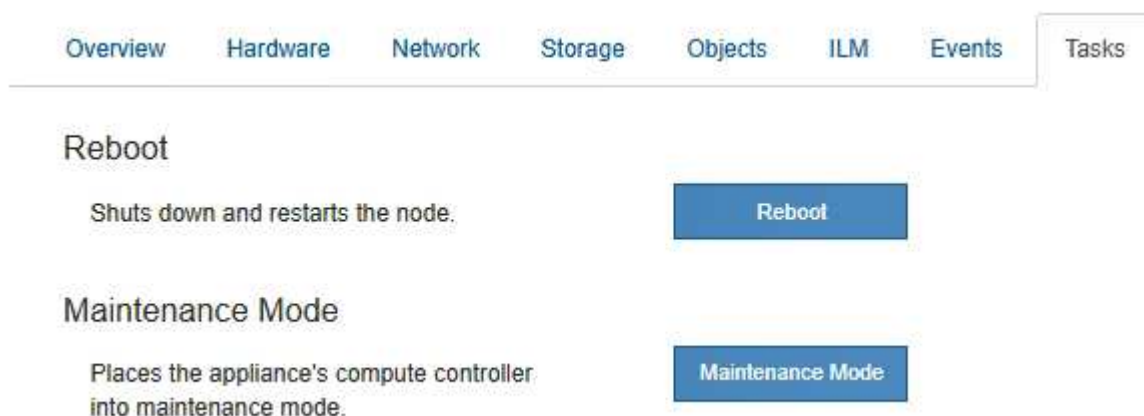 Overview Hardware Network Storage Objects ILM Events Tasks
Reboot
Shuts down and restarts the node. Reboot
Maintenance Mode
Places the appliance's compute controller Maintenance Mode
into maintenance mode.